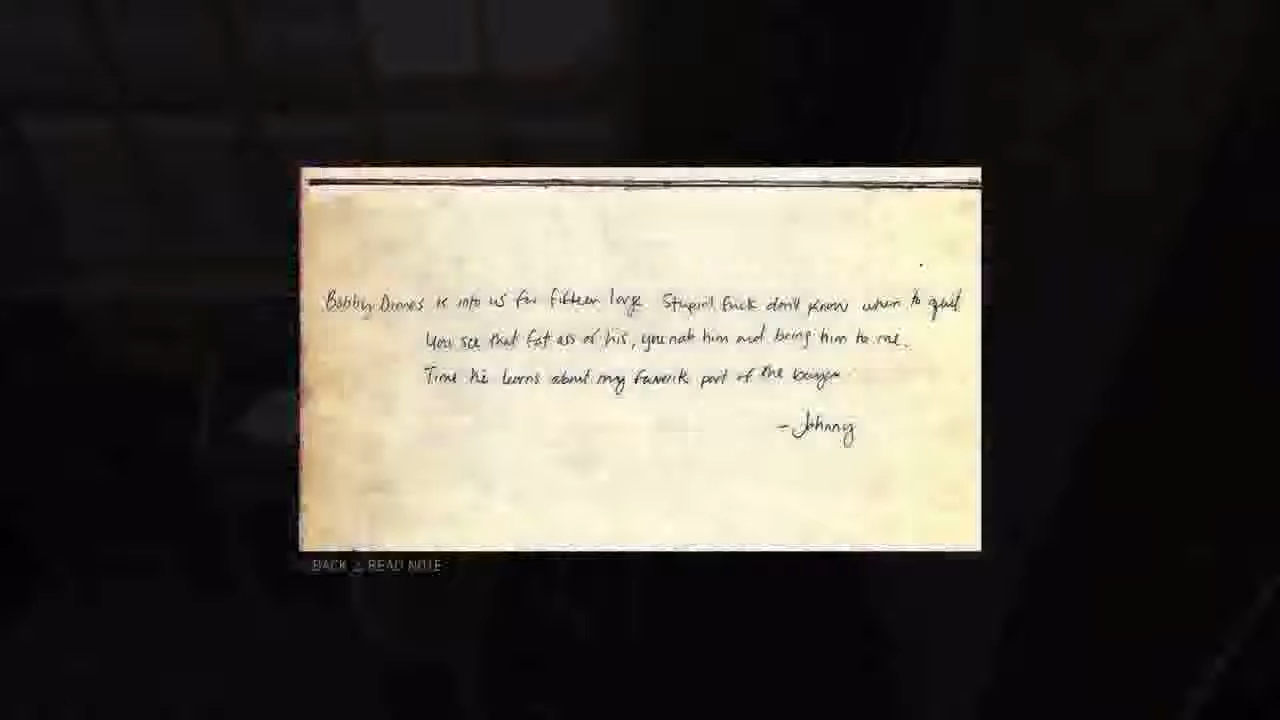 Bobby Dimes is into us for fifteen large. Stupid fuck don't know when to quit.
You see that fat ass of his, you nab him and bring him to me.
Time he learns about my favorite part of the bayou.
- Johnny
BACK READ NOTE